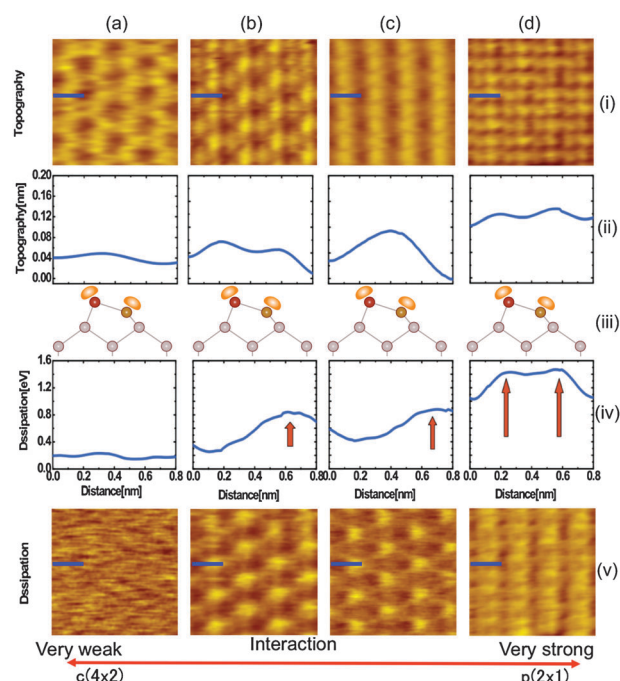 (a) (b) (c) (d)
Topography
(i)
Topography[nm]
0.20
0.16
0.12
0.08
0.04
0.00
(ii)
(iii)
Dssipation[eV]
1.6
1.2
0.8
0.4
0.0
(iv)
0.0 0.2 0.4 0.6 0.8 0.2 0.4 0.6 0.8 0.2 0.4 0.6 0.8 0.0 0.2 0.4 0.6 0.8
Distance[nm] Distance[nm] Distance[nm] Distance[nm]
Dssipation
(v)
Very weak Interaction Very strong
c(4x2) p(2x1)